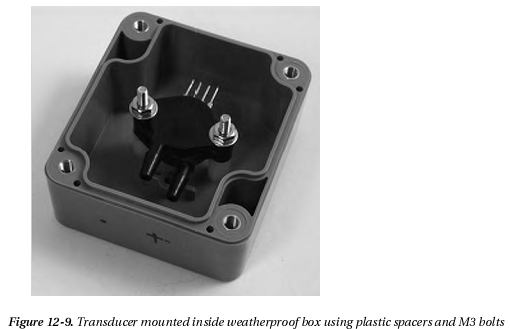 Figure 12-9. Transducer mounted inside weatherproof box using plastic spacers and M3 bolts